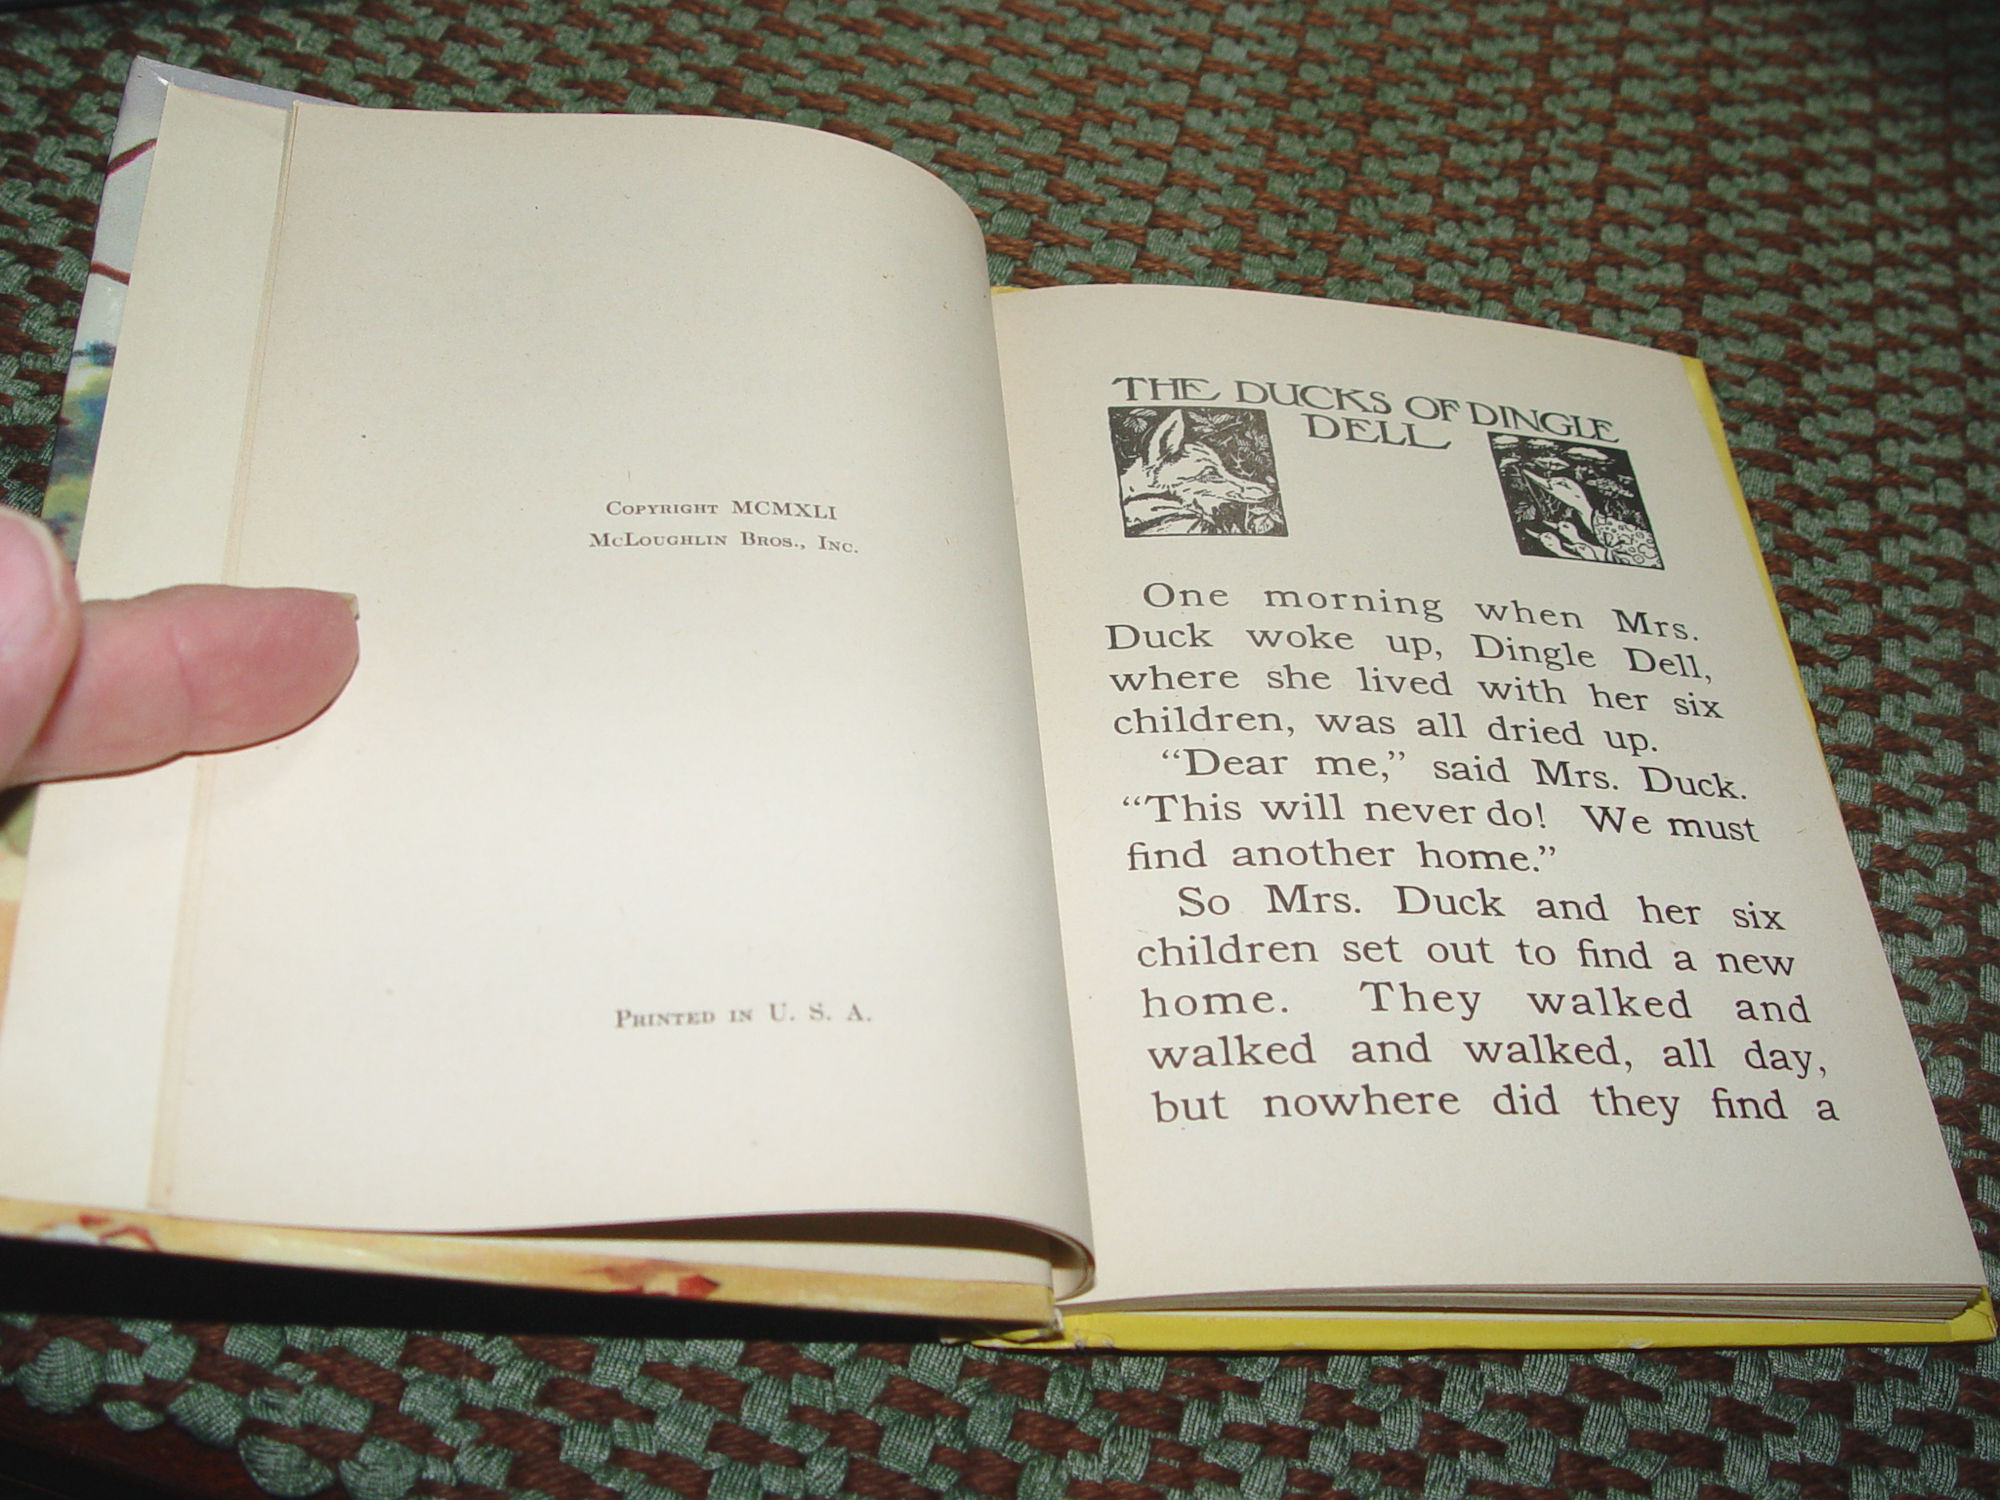 Copyright MCMXLI
McLoughlin Bros., Inc.
Printed in U. S. A.
THE DUCKS OF DINGLE
DELL
One morning when Mrs.
Duck woke up, Dingle Dell,
where she lived with her six
children, was all dried up.
“Dear me,” said Mrs. Duck.
“This will never do! We must
find another home.”
So Mrs. Duck and her six
children set out to find a new
home. They walked and
walked and walked, all day,
but nowhere did they find a